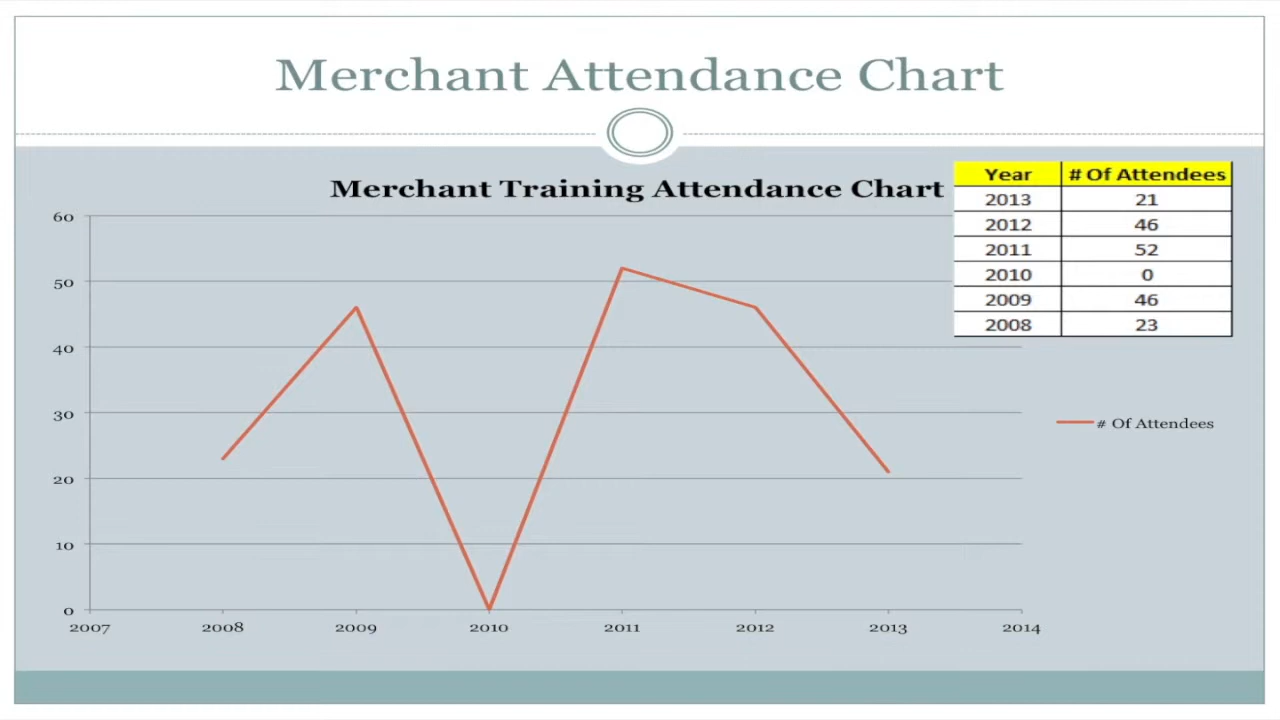 Merchant Attendance Chart
Merchant Training Attendance Chart
Year # Of Attendees
2013 21
2012 46
2011 52
2010 0
2009 46
2008 23
60
50
40
30
20
10
0
2007 2008 2009 2010 2011 2012 2013 2014
# Of Attendees